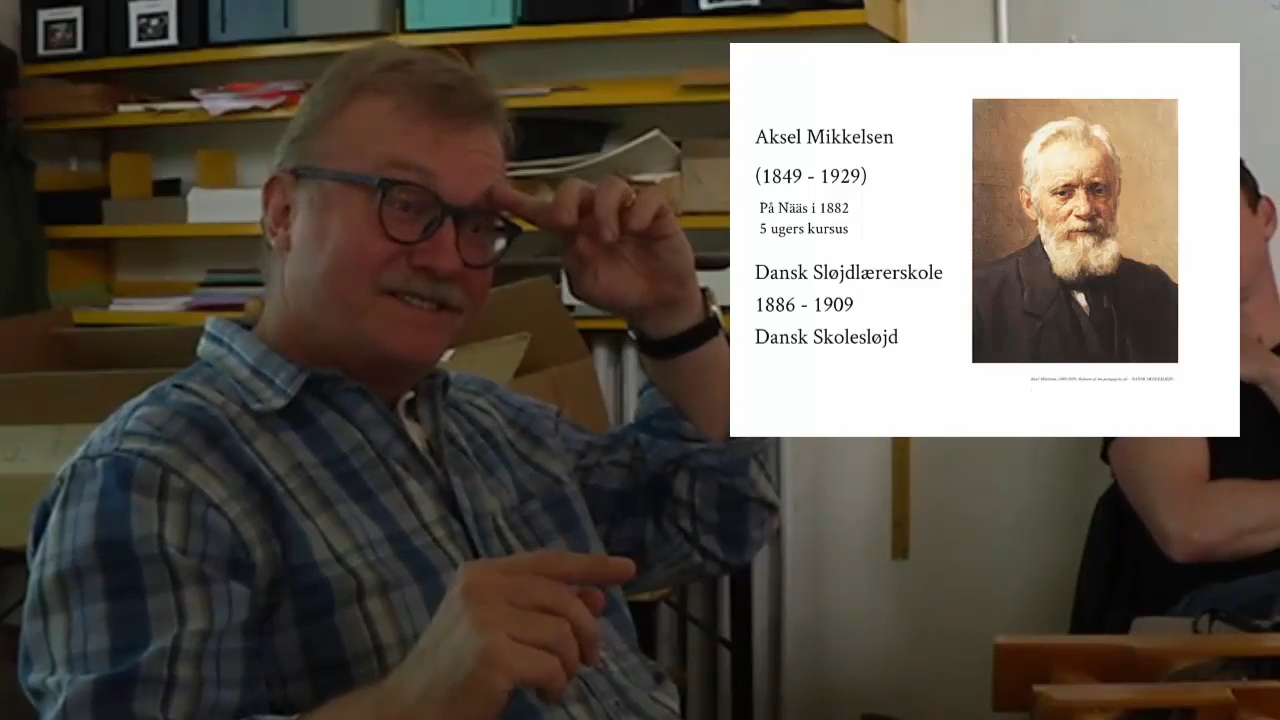 Aksel Mikkelsen
(1849 - 1929)
På Nääs i 1882
5 ugers kursus
Dansk Sløjdlærerskole
1886 - 1909
Dansk Skolesløjd